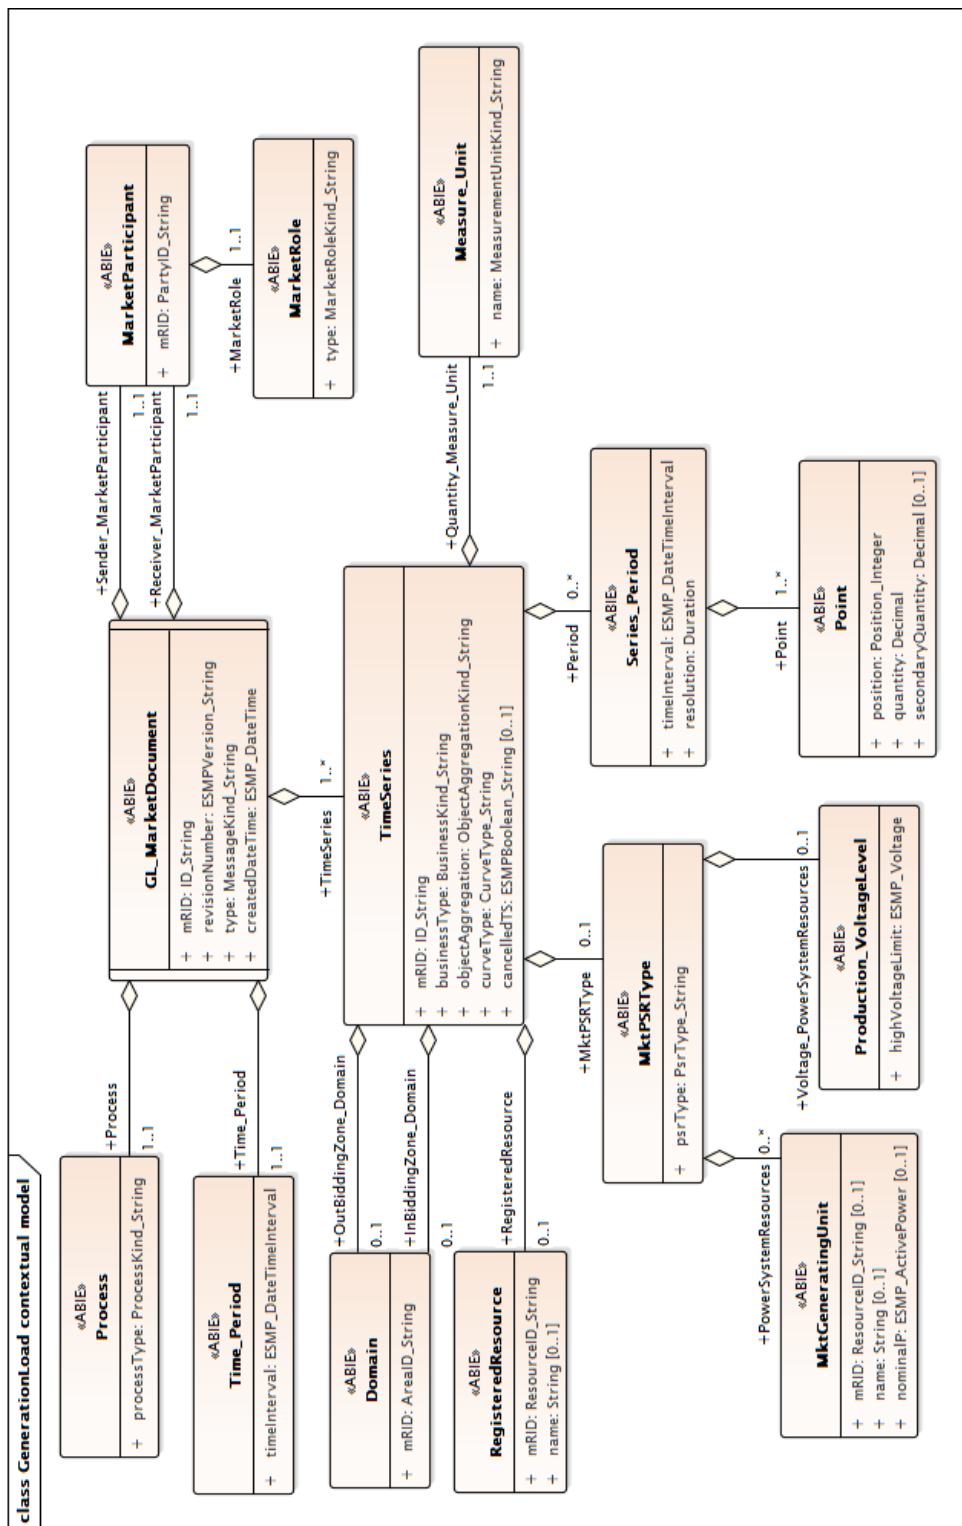 class GenerationLoad contextual model
«ABIE»
Process
+ processType: ProcessKind_String
+Process
1..1
«ABIE»
Time_Period
+ timeInterval: ESMP_DateTimeInterval
+Time_Period
1..1
«ABIE»
GL_MarketDocument
+ mRID: ID_String
+ revisionNumber: ESMPVersion_String
+ type: MessageKind_String
+ createdDateTime: ESMP_DateTime
+Sender_MarketParticipant
1..1
+Receiver_MarketParticipant
1..1
«ABIE»
MarketParticipant
+ mRID: PartyID_String
+MarketRole
1..1
«ABIE»
MarketRole
+ type: MarketRoleKind_String
+TimeSeries
1..*
«ABIE»
Domain
+ mRID: AreaID_String
+OutBiddingZone_Domain
0..1
+InBiddingZone_Domain
0..1
«ABIE»
RegisteredResource
+ mRID: ResourceID_String
+ name: String [0..1]
+RegisteredResource
0..1
«ABIE»
TimeSeries
+ mRID: ID_String
+ businessType: BusinessKind_String
+ objectAggregation: ObjectAggregationKind_String
+ curveType: CurveType_String
+ cancelledTS: ESMPBoolean_String [0..1]
+Quantity_Measure_Unit
1..1
«ABIE»
Measure_Unit
+ name: MeasurementUnitKind_String
+MktPSRType
0..1
+Period
0..*
«ABIE»
MktPSRType
+ psrType: PsrType_String
«ABIE»
Series_Period
+ timeInterval: ESMP_DateTimeInterval
+ resolution: Duration
+PowerSystemResources
0..*
+Voltage_PowerSystemResources
0..1
+Point
1..*
«ABIE»
MktGeneratingUnit
+ mRID: ResourceID_String [0..1]
+ name: String [0..1]
+ nominalP: ESMP_ActivePower [0..1]
«ABIE»
Production_VoltageLevel
+ highVoltageLimit: ESMP_Voltage
«ABIE»
Point
+ position: Position_Integer
+ quantity: Decimal
+ secondaryQuantity: Decimal [0..1]